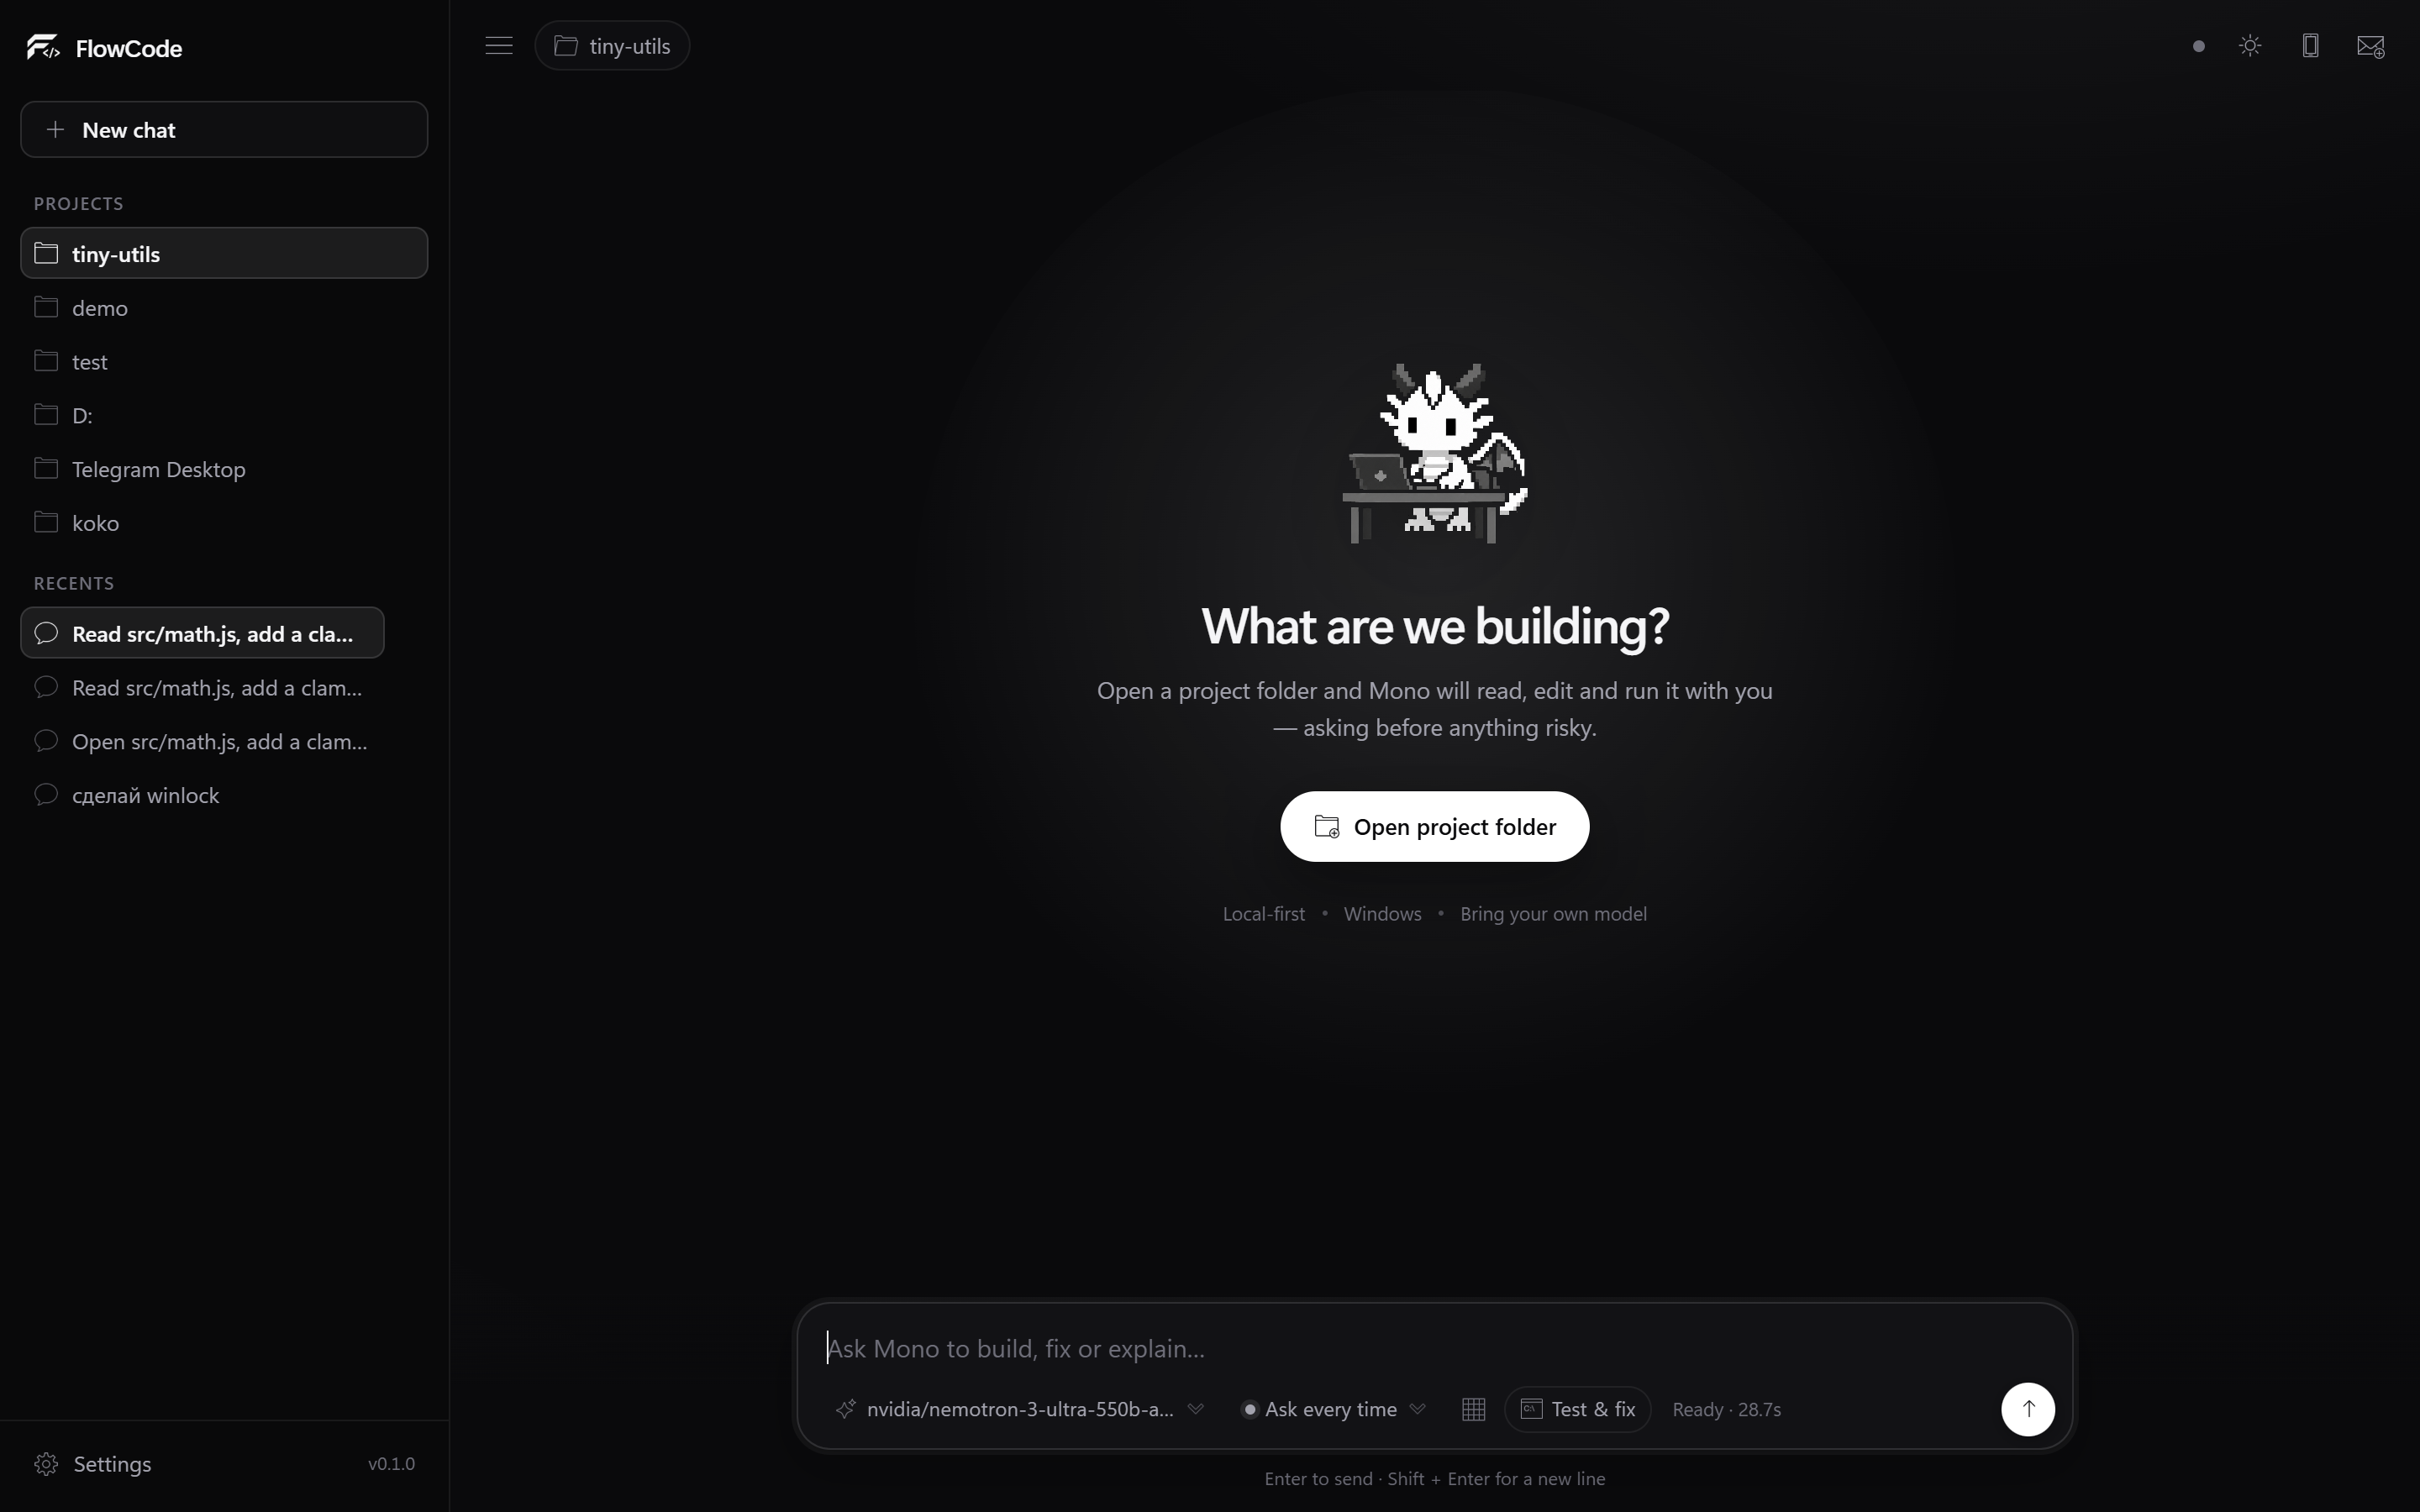 FlowCode
New chat
PROJECTS
tiny-utils
demo
test
D:
Telegram Desktop
koko
RECENTS
Read src/math.js, add a cla...
Read src/math.js, add a clam...
Open src/math.js, add a clam...
сделай winlock
Settings
v0.1.0
tiny-utils
What are we building?
Open a project folder and Mono will read, edit and run it with you
— asking before anything risky.
Open project folder
Local-first • Windows • Bring your own model
Ask Mono to build, fix or explain...
nvidia/nemotron-3-ultra-550b-a... Ask every time Test & fix Ready · 28.7s
Enter to send · Shift + Enter for a new line